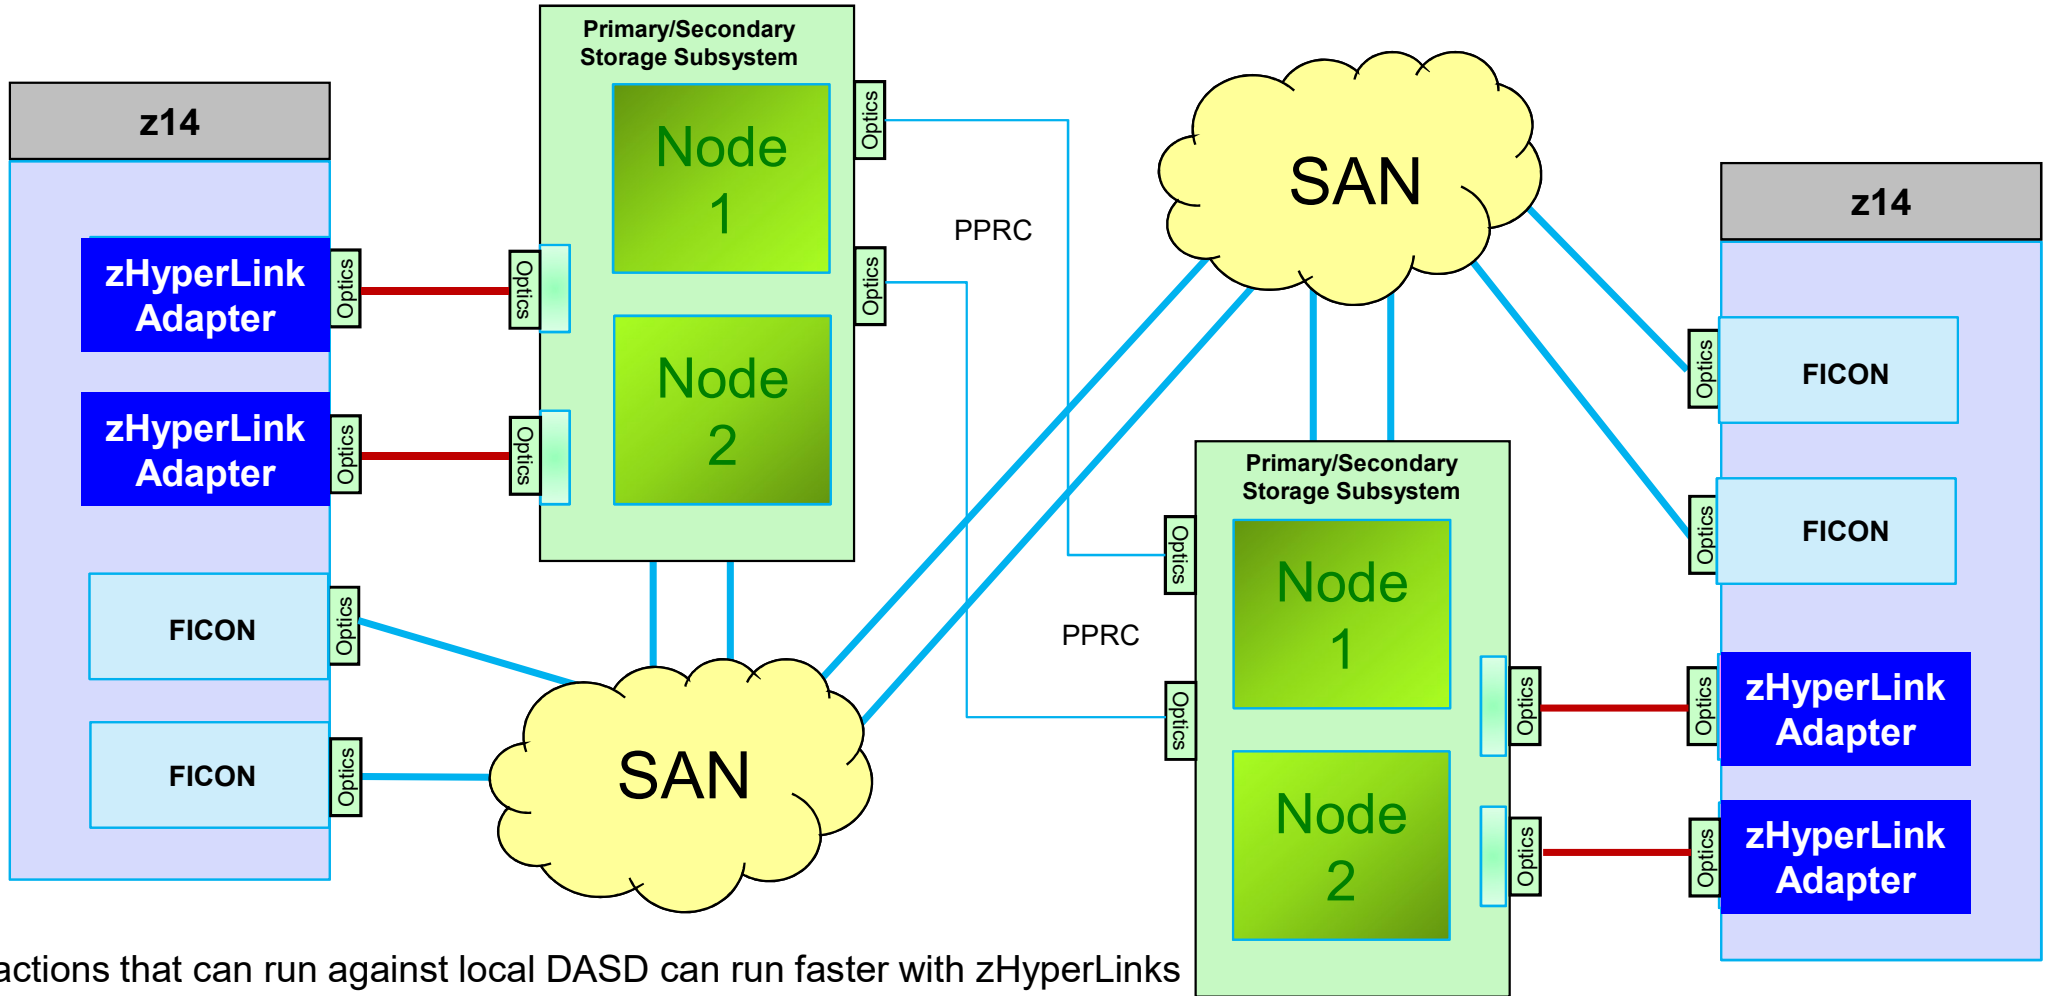 z14
zHyperLink
Adapter
Optics
Optics
zHyperLink
Adapter
Optics
Optics
FICON
Optics
FICON
Optics
Primary/Secondary
Storage Subsystem
Node
1
Node
2
Optics
Optics
PPRC
PPRC
SAN
SAN
Primary/Secondary
Storage Subsystem
Node
1
Node
2
Optics
Optics
Optics
Optics
z14
Optics
FICON
Optics
FICON
Optics
zHyperLink
Adapter
Optics
zHyperLink
Adapter
actions that can run against local DASD can run faster with zHyperLinks